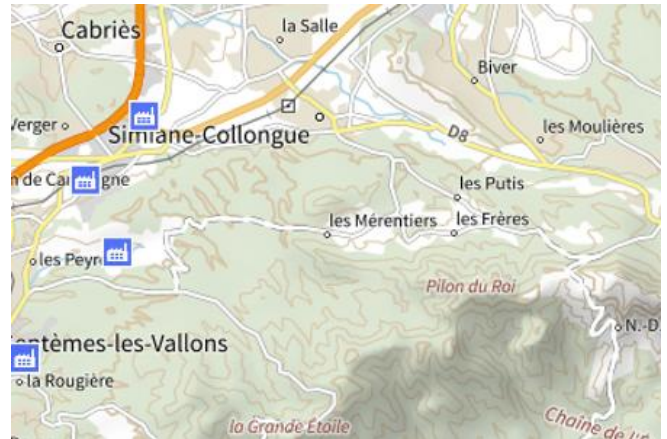 la Salle
Cabriès
Biver
Verger
Simiane-Collongue
D8
les Moulières
les Putis
les Mérentiers
les Frères
les Peyr
Pilon du Roi
N.-D.
ntèmes-les-Vallons
la Rougière
la Grande Étoile
Chaîne de l'